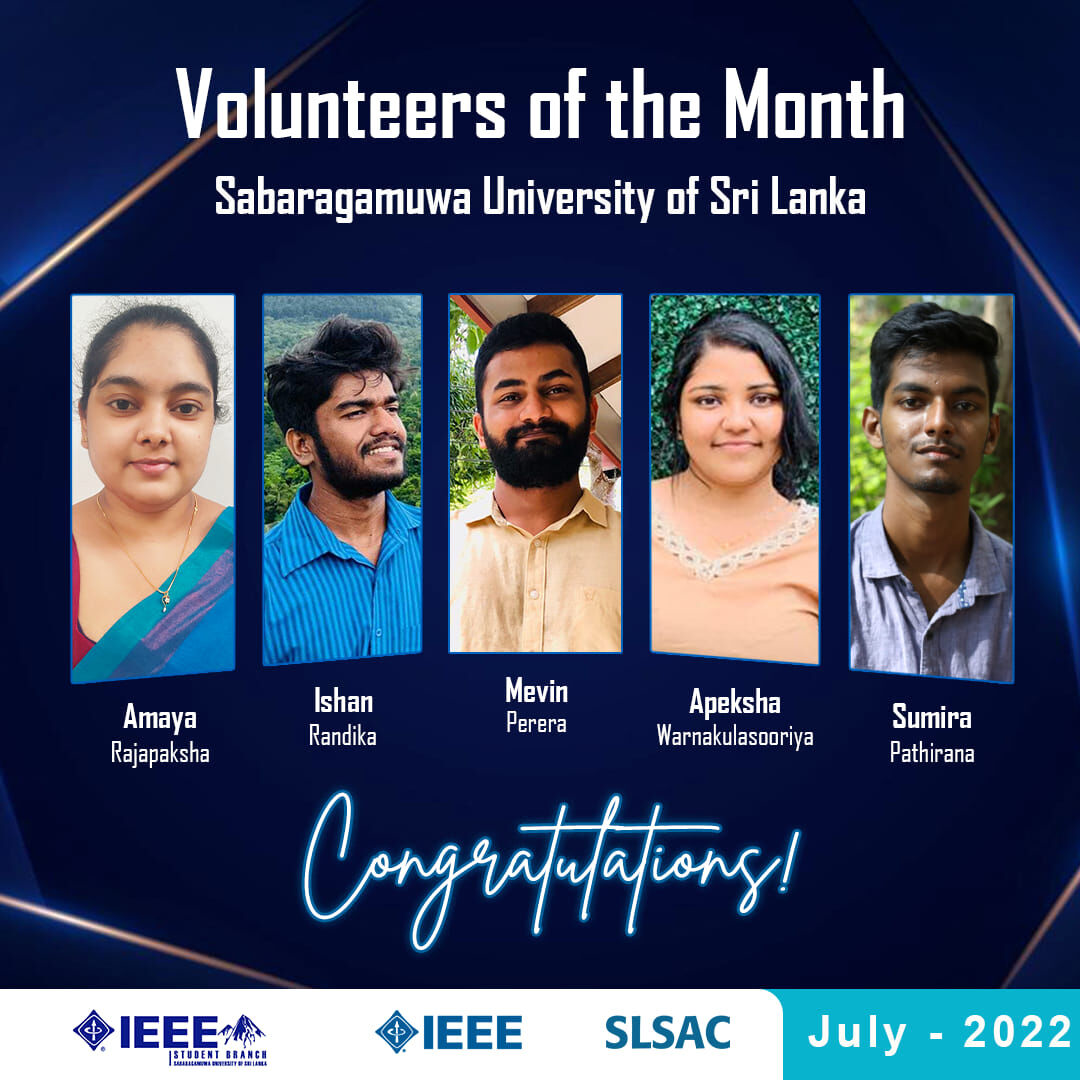 Volunteers of the Month
Sabaragamuwa University of Sri Lanka
Amaya
Rajapaksha
Ishan
Randika
Mevin
Perera
Apeksha
Warnakulasooriya
Sumira
Pathirana
Congratulations!
IEEE
STUDENT BRANCH
SABARAGAMUWA UNIVERSITY OF SRI LANKA
IEEE
SLSAC
July - 2022